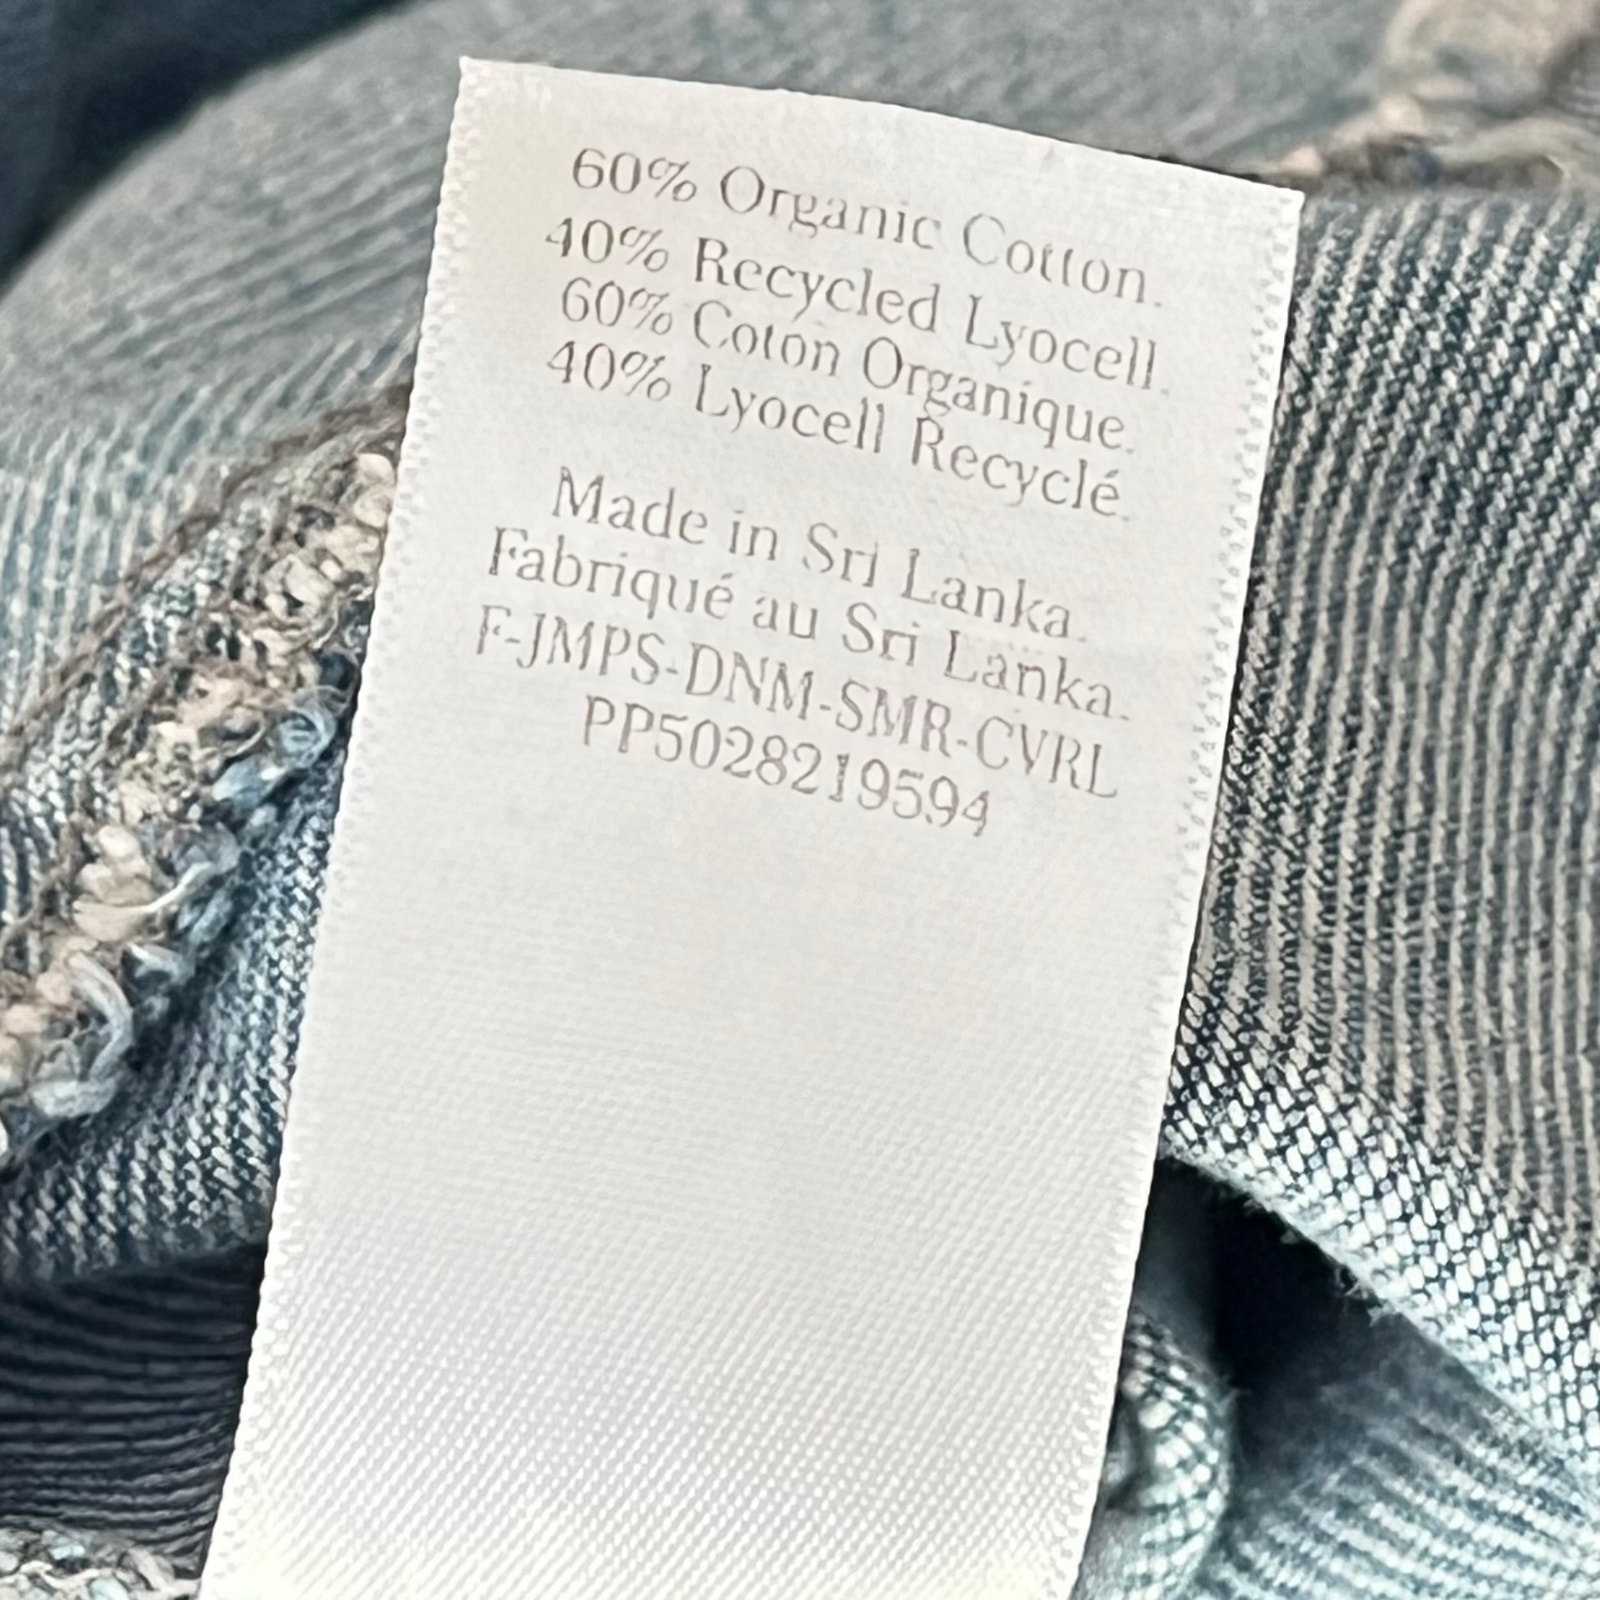 60% Organic Cotton.
40% Recycled Lyocell.
60% Coton Organique.
40% Lyocell Recyclé.
Made in Sri Lanka.
Fabriqué au Sri Lanka.
F-JMPS-DNM-SMR-CVRL
PP5028219594